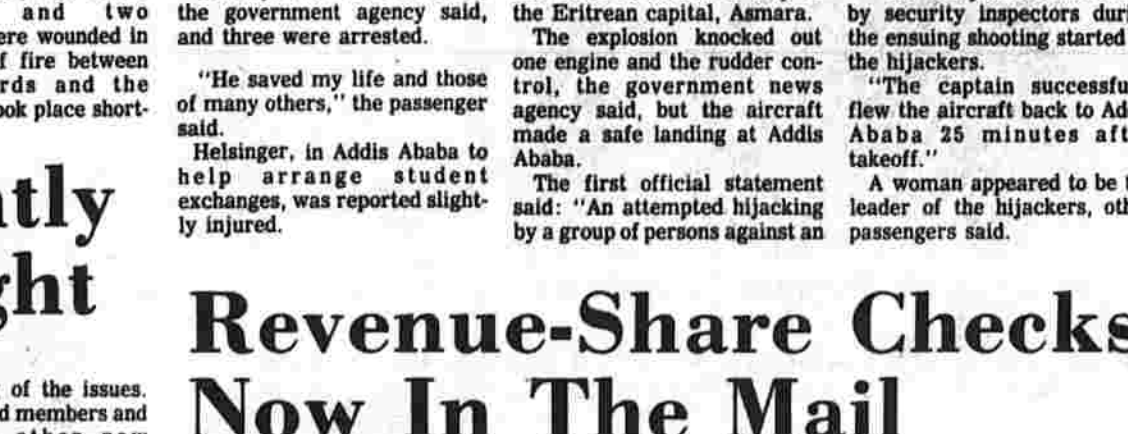 and two
ere wounded in
f fire between
rds and the
ook place short-
tly
ght
of the issues.
d members and
the government agency said,
and three were arrested.
"He saved my life and those
of many others," the passenger
said.
Helsinger, in Addis Ababa to
help arrange student
exchanges, was reported slight-
ly injured.
the Eritrean capital, Asmara.
The explosion knocked out
one engine and the rudder con-
trol, the government news
agency said, but the aircraft
made a safe landing at Addis
Ababa.
The first official statement
said: "An attempted hijacking
by a group of persons against an
by security inspectors duri
the ensuing shooting started
the hijackers.
"The captain successfu
flew the aircraft back to Ad
Ababa 25 minutes aft
takeoff."
A woman appeared to be t
leader of the hijackers, oth
passengers said.
Revenue-Share Checks
Now In The Mail